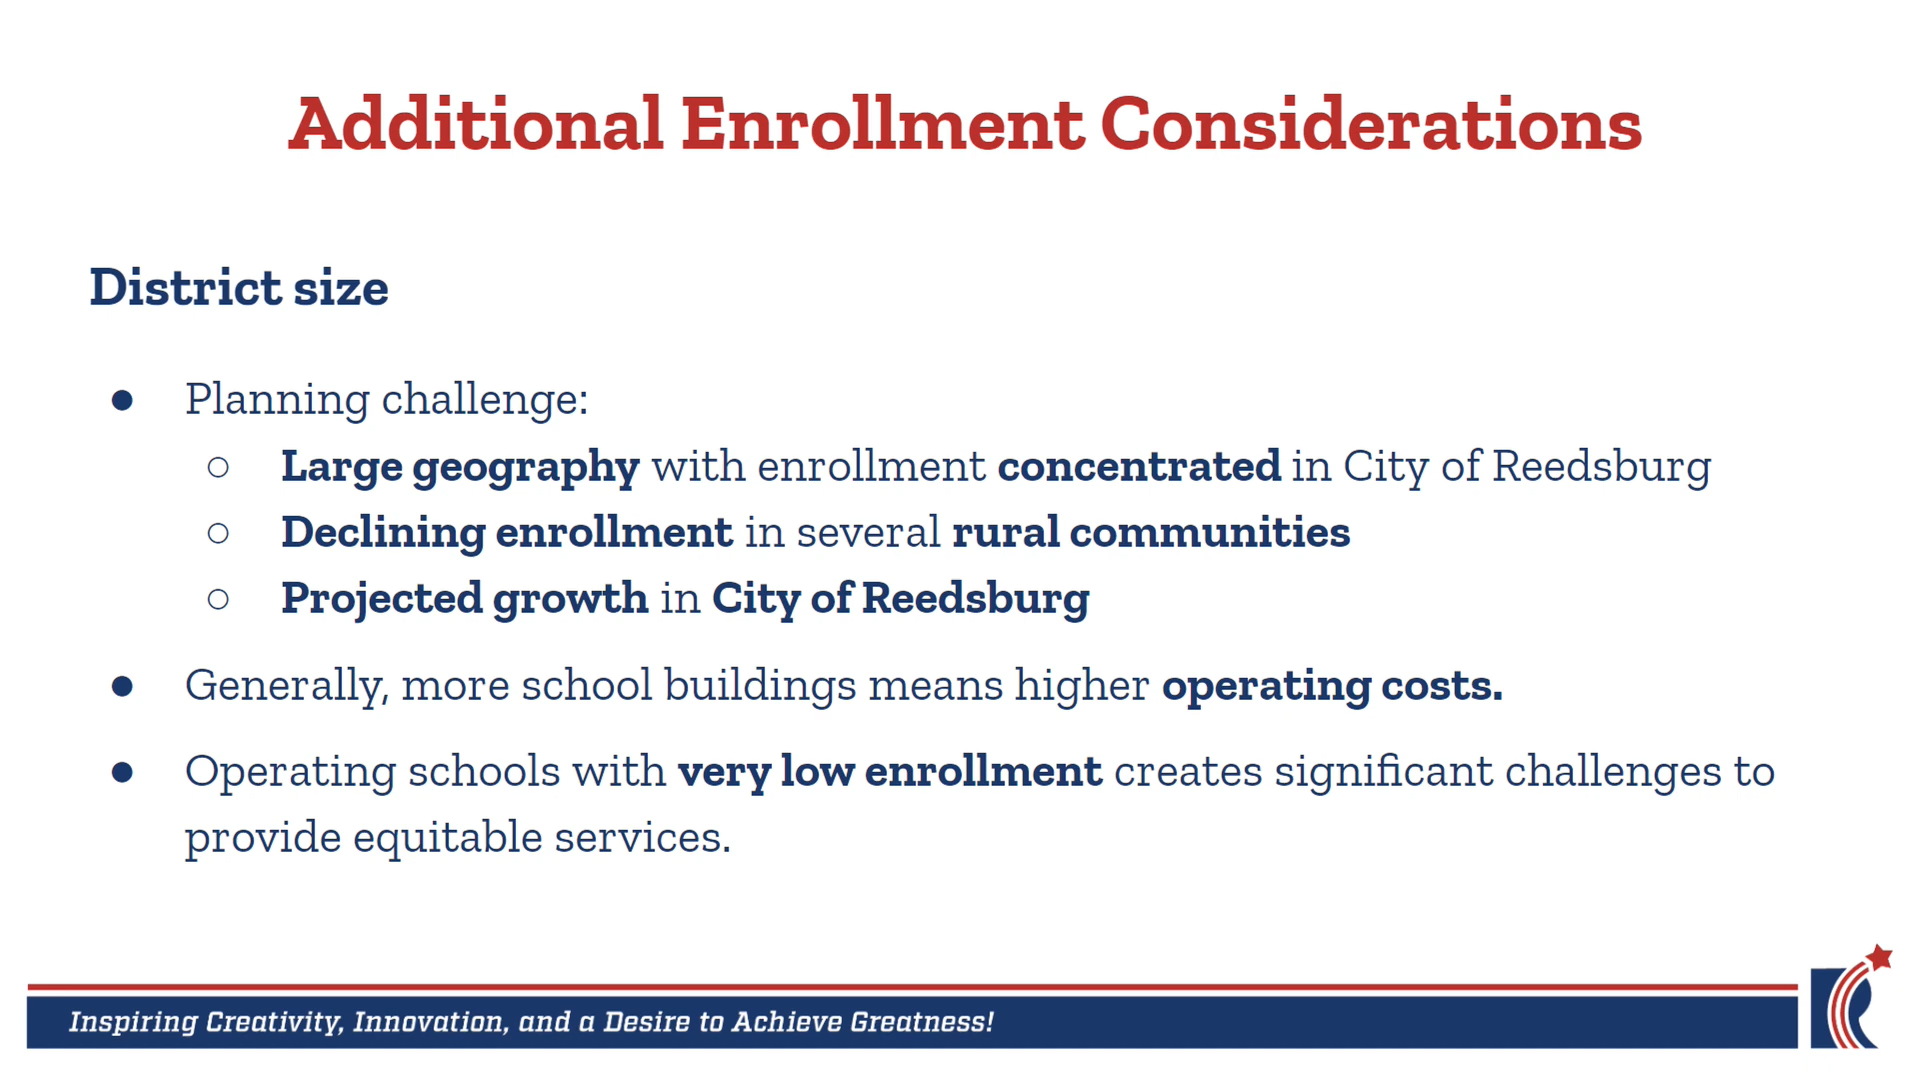 Additional Enrollment Considerations
District size
● Planning challenge:
○ Large geography with enrollment concentrated in City of Reedsburg
○ Declining enrollment in several rural communities
○ Projected growth in City of Reedsburg
● Generally, more school buildings means higher operating costs.
● Operating schools with very low enrollment creates significant challenges to
provide equitable services.
Inspiring Creativity, Innovation, and a Desire to Achieve Greatness!
R